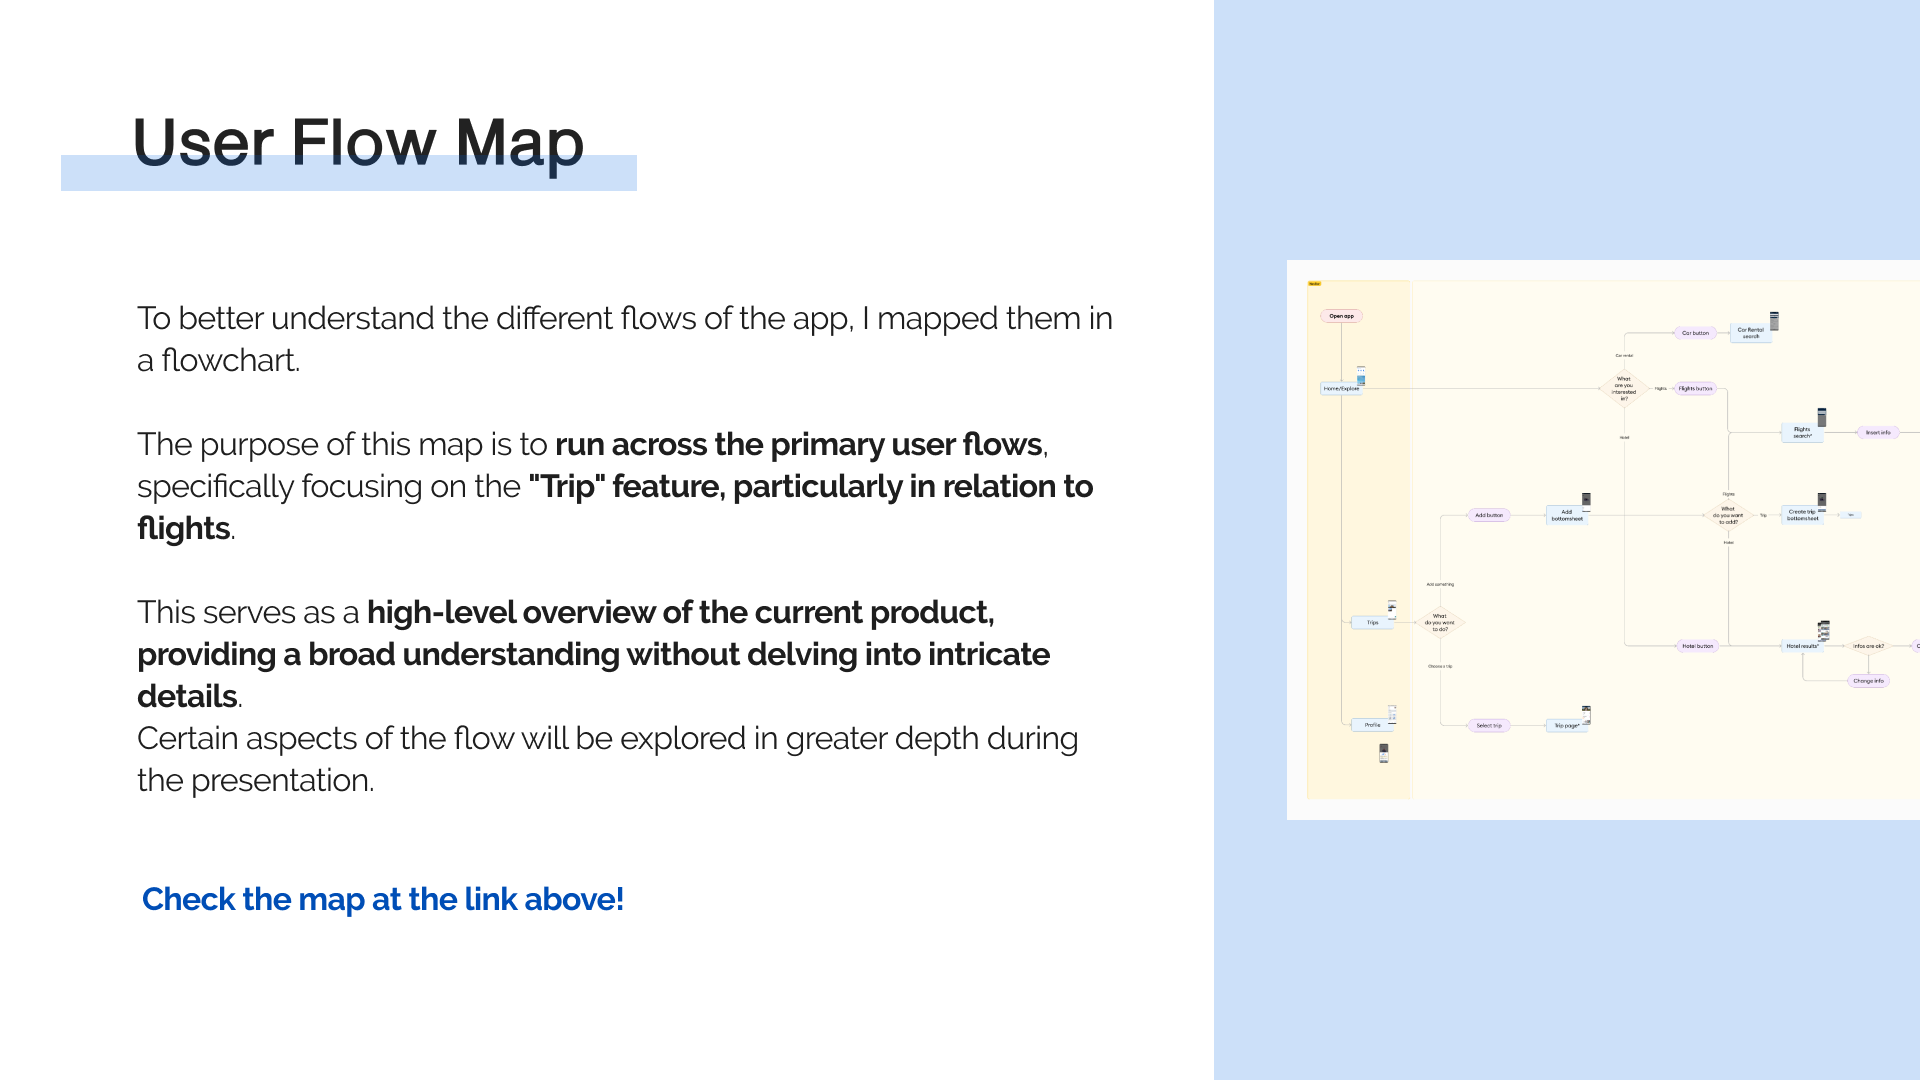 User Flow Map
To better understand the different flows of the app, I mapped them in
a flowchart.
The purpose of this map is to run across the primary user flows,
specifically focusing on the "Trip" feature, particularly in relation to
flights.
This serves as a high-level overview of the current product,
providing a broad understanding without delving into intricate
details.
Certain aspects of the flow will be explored in greater depth during
the presentation.
Check the map at the link above!
Open app
Home/Explore
Trips
Profile
What
do you want
to do?
Add something
Choose a trip
Add button
Add
bottomsheet
Select trip
Trip page*
What
are you
interested
in?
Car rental
Flights
Hotel
Car button
Car Rental
search
Flights button
Flights
search*
Insert info
Flights
What
do you want
to add?
Trip
Hotel
Create trip
bottomsheet
Hotel button
Hotel results*
Infos are ok?
Change info